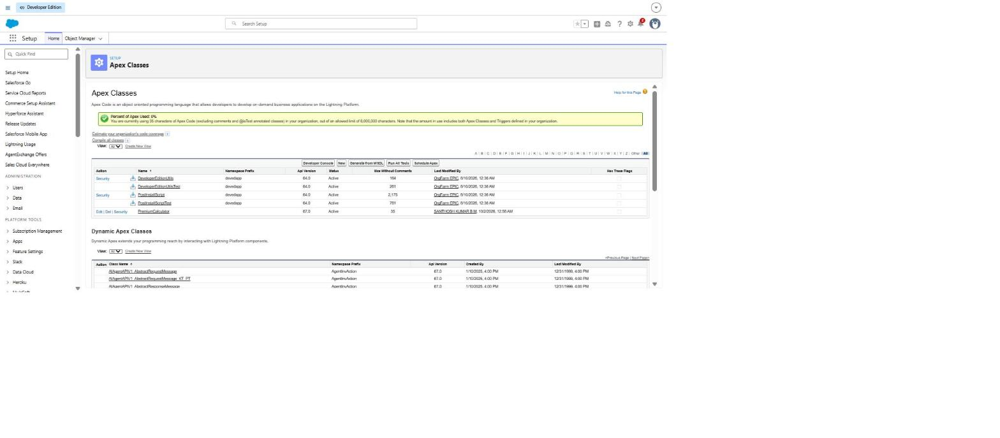 Developer Edition
Search Setup
2
Setup
Home
Object Manager
Quick Find
Setup Home
Salesforce Go
Service Cloud Reports
Commerce Setup Assistant
Hyperforce Assistant
Release Updates
Salesforce Mobile App
Lightning Usage
AgentExchange Offers
Sales Cloud Everywhere
ADMINISTRATION
Users
Data
Email
PLATFORM TOOLS
Subscription Management
Apps
Feature Settings
Slack
Data Cloud
Heroku
MuleSoft
SETUP
Apex Classes
Apex Classes
Help for this Page
Apex Code is an object oriented programming language that allows developers to develop on-demand business applications on the Lightning Platform.
Percent of Apex Used: 0%
You are currently using 35 characters of Apex Code (excluding comments and @isTest annotated classes) in your organization, out of an allowed limit of 6,000,000 characters. Note that the amount in use includes both Apex Classes and Triggers defined in your organization.
Estimate your organization's code coverage i
Compile all classes i
View: All Create New View
A | B | C | D | E | F | G | H | I | J | K | L | M | N | O | P | Q | R | S | T | U | V | W | X | Y | Z | Other All
Developer Console New Generate from WSDL Run All Tests Schedule Apex
Action Name ↑ Namespace Prefix Api Version Status Size Without Comments Last Modified By Has Trace Flags
Security DeveloperEditionUtils devedapp 64.0 Active 164 OrgFarm EPIC, 8/10/2026, 12:36 AM
DeveloperEditionUtilsTest devedapp 64.0 Active 261 OrgFarm EPIC, 8/10/2026, 12:36 AM
Security PostInstallScript devedapp 64.0 Active 2,175 OrgFarm EPIC, 8/10/2026, 12:36 AM
PostInstallScriptTest devedapp 64.0 Active 761 OrgFarm EPIC, 8/10/2026, 12:36 AM
Edit | Del | Security PremiumCalculator 67.0 Active 35 SANTHOSH KUMAR B M, 10/2/2026, 12:56 AM
Dynamic Apex Classes
Dynamic Apex extends your programming reach by interacting with Lightning Platform components.
View: All Create New View
<Previous Page | Next Page>
Action Class Name ↑ Namespace Prefix Api Version Created By Last Modified By
AIAgentAPIV1_AbstractRequestMessage AgentInvAction 67.0 1/10/2025, 4:00 PM 12/31/1999, 4:00 PM
AIAgentAPIV1_AbstractRequestMessage_KT_PT AgentInvAction 67.0 1/10/2025, 4:00 PM 12/31/1999, 4:00 PM
AIAgentAPIV1_AbstractResponseMessage AgentInvAction 67.0 1/10/2025, 4:00 PM 12/31/1999, 4:00 PM